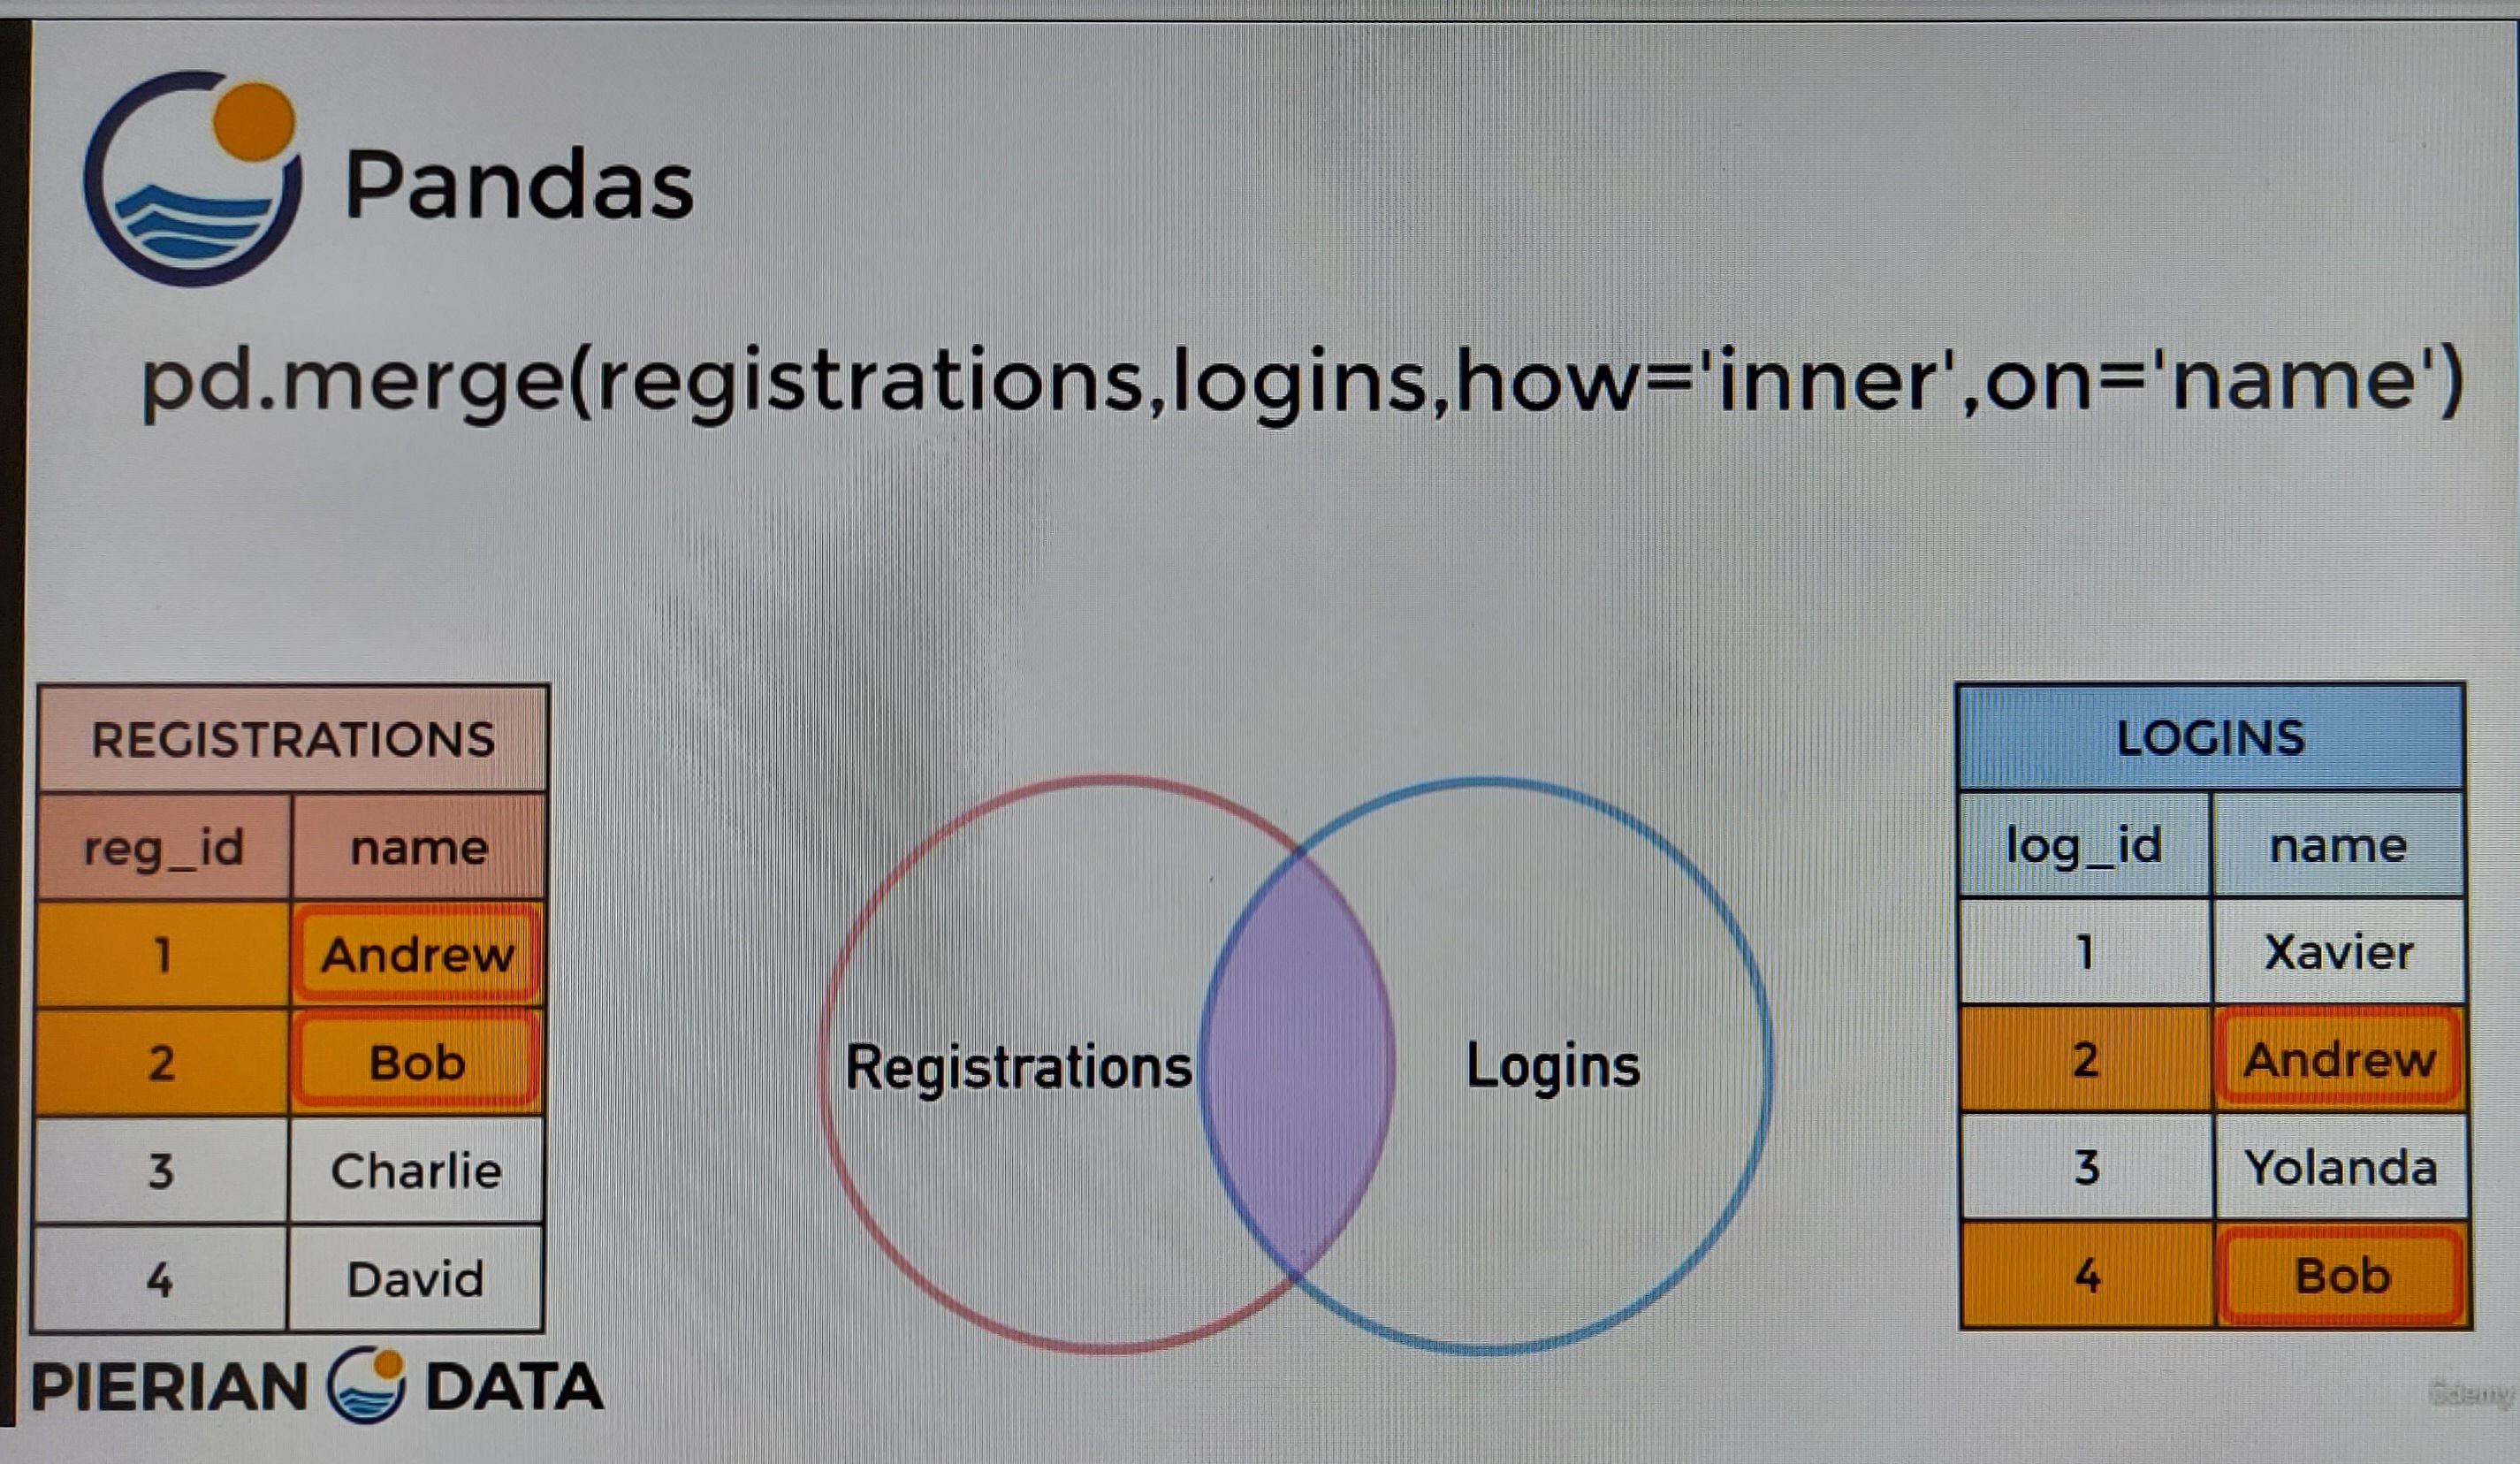 Pandas
pd.merge(registrations,logins,how='inner',on='name')
REGISTRATIONS
reg_id name
1 Andrew
2 Bob
3 Charlie
4 David
Registrations
Logins
LOGINS
log_id name
1 Xavier
2 Andrew
3 Yolanda
4 Bob
PIERIAN DATA
Udemy